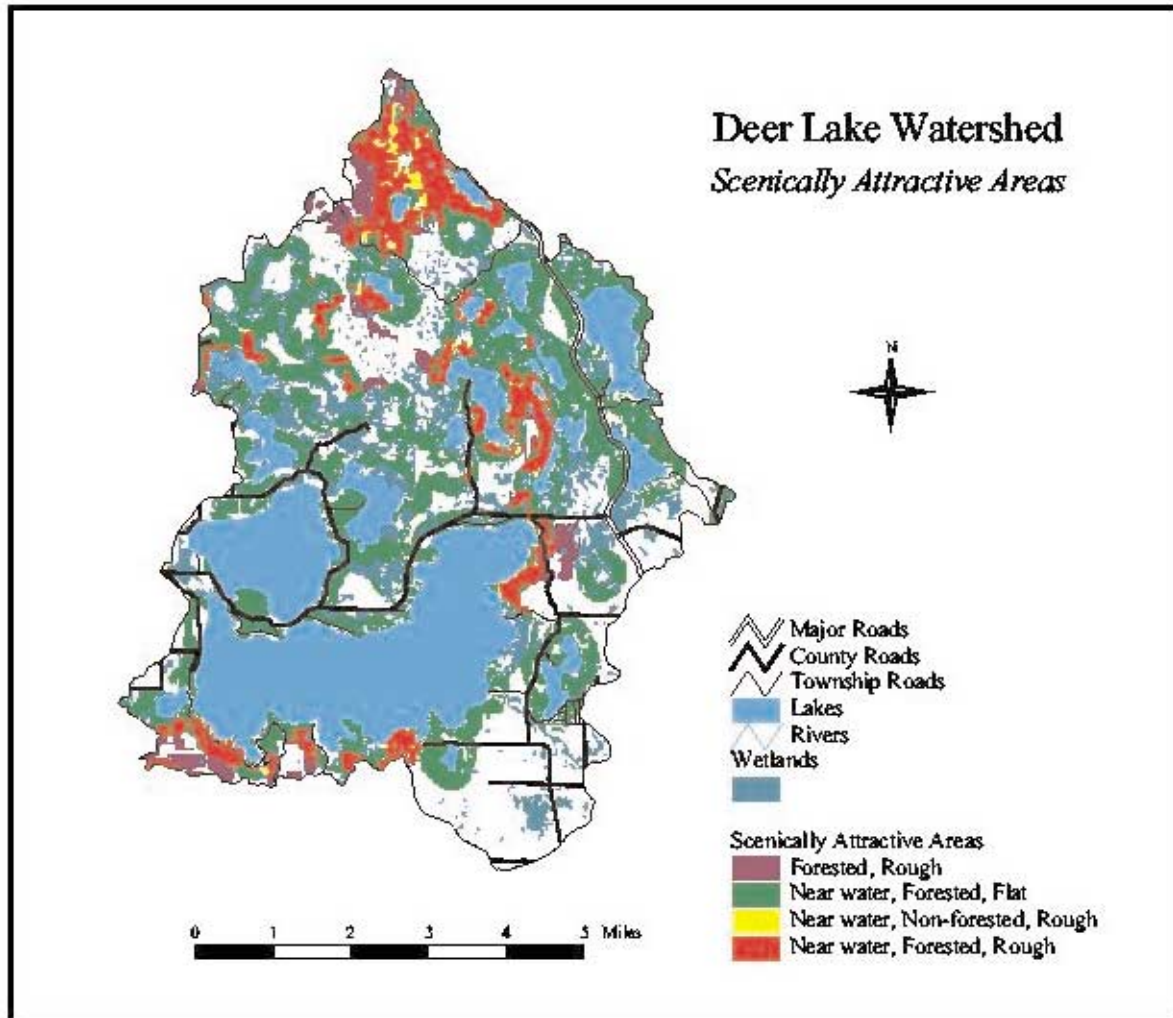 Deer Lake Watershed
Scenically Attractive Areas
N
Major Roads
County Roads
Township Roads
Lakes
Rivers
Wetlands
Scenically Attractive Areas
Forested, Rough
Near water, Forested, Flat
Near water, Non-forested, Rough
Near water, Forested, Rough
0 1 2 3 4 5 Miles